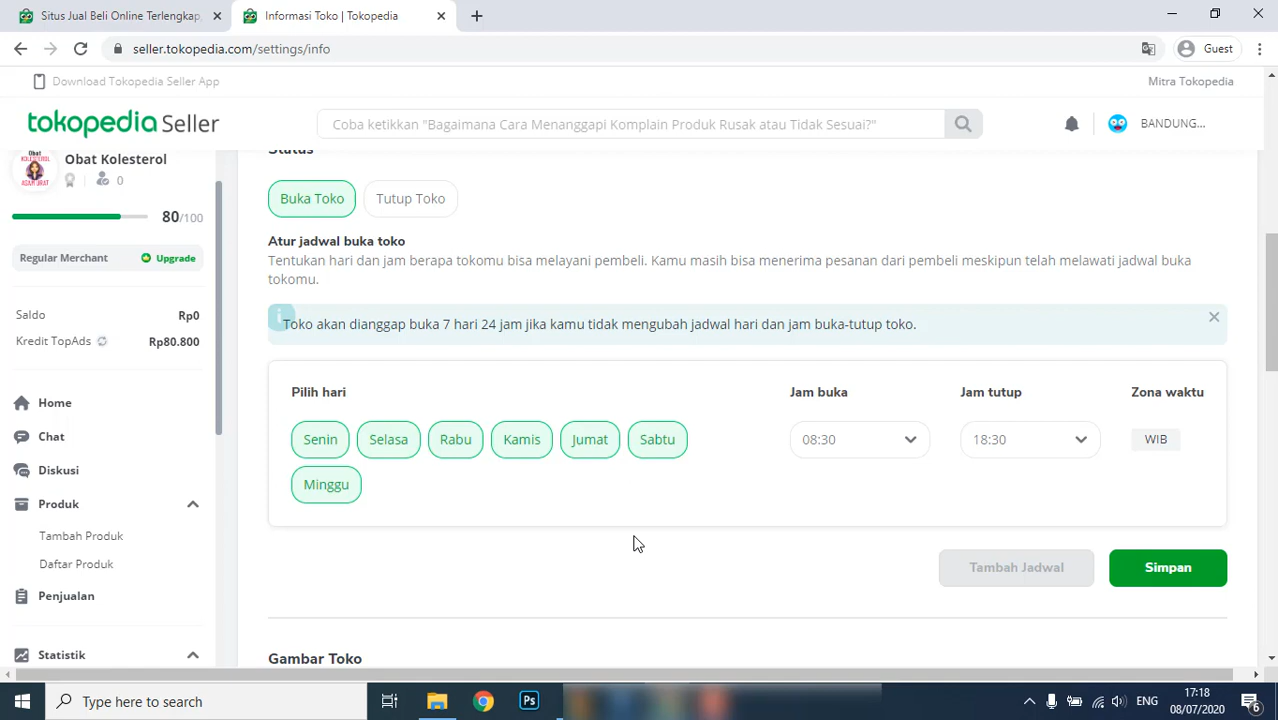 Situs Jual Beli Online Terlengkap,
Informasi Toko | Tokopedia
seller.tokopedia.com/settings/info
Guest
Download Tokopedia Seller App
Mitra Tokopedia
tokopedia Seller
Coba ketikkan "Bagaimana Cara Menanggapi Komplain Produk Rusak atau Tidak Sesuai?"
BANDUNG...
Obat
KOLESTEROL
ASAM URAT
Obat Kolesterol
0
80/100
Regular Merchant
Upgrade
Saldo
Rp0
Kredit TopAds
Rp80.800
Home
Chat
Diskusi
Produk
Tambah Produk
Daftar Produk
Penjualan
Statistik
Status
Buka Toko
Tutup Toko
Atur jadwal buka toko
Tentukan hari dan jam berapa tokomu bisa melayani pembeli. Kamu masih bisa menerima pesanan dari pembeli meskipun telah melawati jadwal buka
tokomu.
Toko akan dianggap buka 7 hari 24 jam jika kamu tidak mengubah jadwal hari dan jam buka-tutup toko.
Pilih hari
Jam buka
Jam tutup
Zona waktu
Senin
Selasa
Rabu
Kamis
Jumat
Sabtu
08:30
18:30
WIB
Minggu
Tambah Jadwal
Simpan
Gambar Toko
Type here to search
Ps
ENG
17:18
08/07/2020
6